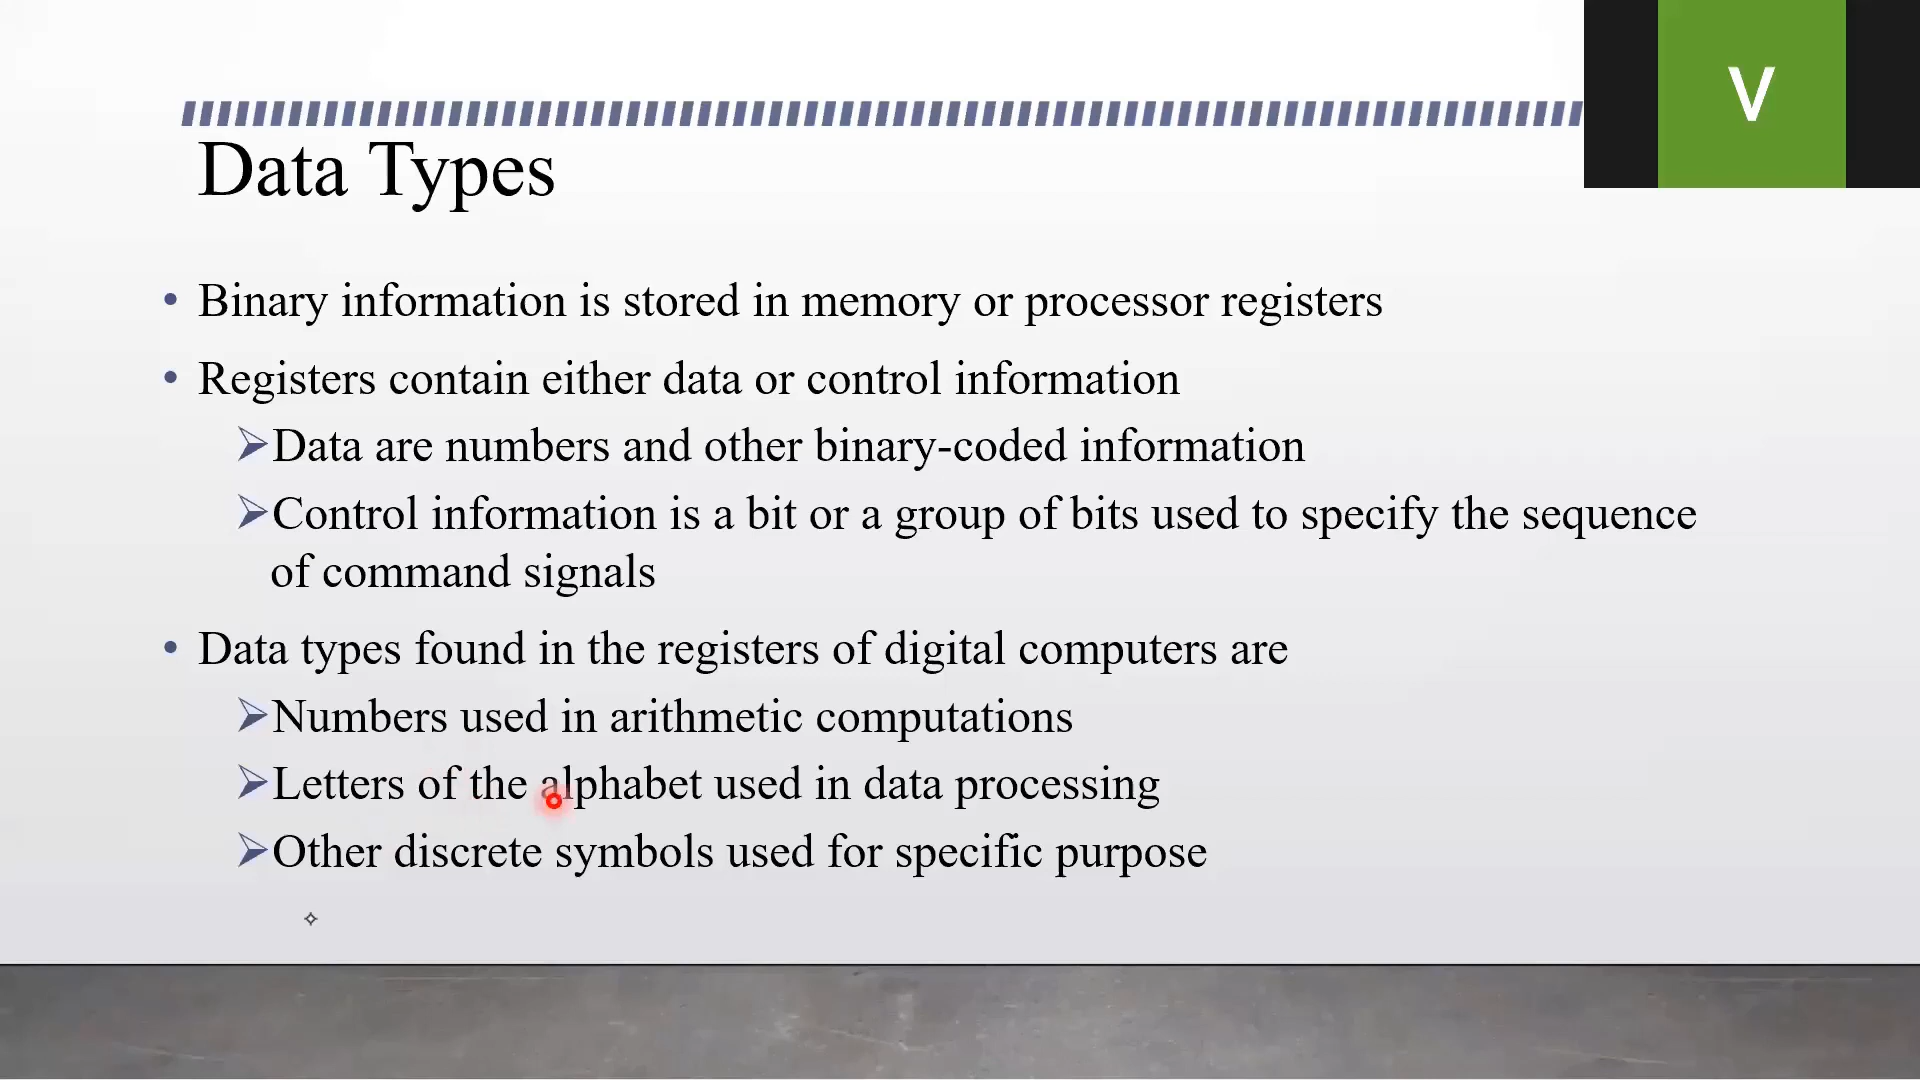 V
Data Types
• Binary information is stored in memory or processor registers
• Registers contain either data or control information
➢Data are numbers and other binary-coded information
➢Control information is a bit or a group of bits used to specify the sequence
of command signals
• Data types found in the registers of digital computers are
➢Numbers used in arithmetic computations
➢Letters of the alphabet used in data processing
➢Other discrete symbols used for specific purpose